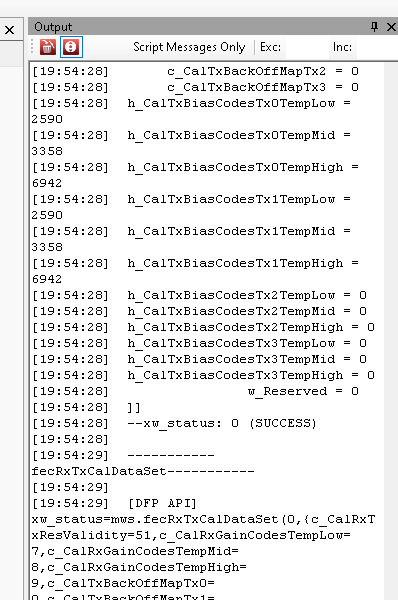 Output
Script Messages Only Exc: Inc:
[19:54:28] c_CalTxBackOffMapTx2 = 0
[19:54:28] c_CalTxBackOffMapTx3 = 0
[19:54:28] h_CalTxBiasCodesTx0TempLow =
2590
[19:54:28] h_CalTxBiasCodesTx0TempMid =
3358
[19:54:28] h_CalTxBiasCodesTx0TempHigh =
6942
[19:54:28] h_CalTxBiasCodesTx1TempLow =
2590
[19:54:28] h_CalTxBiasCodesTx1TempMid =
3358
[19:54:28] h_CalTxBiasCodesTx1TempHigh =
6942
[19:54:28] h_CalTxBiasCodesTx2TempLow = 0
[19:54:28] h_CalTxBiasCodesTx2TempMid = 0
[19:54:28] h_CalTxBiasCodesTx2TempHigh = 0
[19:54:28] h_CalTxBiasCodesTx3TempLow = 0
[19:54:28] h_CalTxBiasCodesTx3TempMid = 0
[19:54:28] h_CalTxBiasCodesTx3TempHigh = 0
[19:54:28] w_Reserved = 0
[19:54:28] ]]
[19:54:28] --xw_status: 0 (SUCCESS)
[19:54:28]
[19:54:29] -----------
fecRxTxCalDataSet-----------
[19:54:29]
[19:54:29] [DFP API]
xw_status=mws.fecRxTxCalDataSet(0,{c_CalRxT
xResValidity=51,c_CalRxGainCodesTempLow=
7,c_CalRxGainCodesTempMid=
8,c_CalRxGainCodesTempHigh=
9,c_CalTxBackOffMapTx0=
0,c_CalTxBackOffMapTx1=